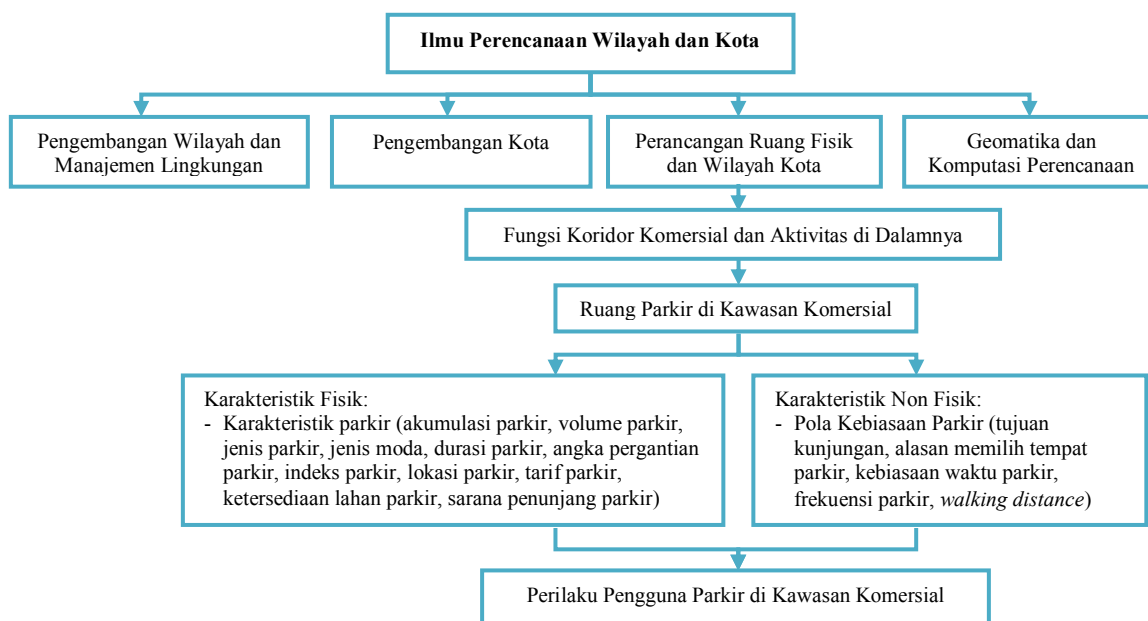 Ilmu Perencanaan Wilayah dan Kota
Pengembangan Wilayah dan
Manajemen Lingkungan
Pengembangan
Kota
Perancangan Ruang Fisik
dan Wilayah Kota
Geomatika dan
Komputasi Perencanaan
Fungsi Koridor Komersial dan Aktivitas di Dalamnya
Ruang Parkir di Kawasan Komersial
Karakteristik Fisik:
- Karakteristik parkir (akumulasi parkir, volume parkir,
jenis parkir, jenis moda, durasi parkir, angka pergantian
parkir, indeks parkir, lokasi parkir, tarif parkir,
ketersediaan lahan parkir, sarana penunjang parkir)
Karakteristik Non Fisik:
- Pola Kebiasaan Parkir (tujuan
kunjungan, alasan memilih tempat
parkir, kebiasaan waktu parkir,
frekuensi parkir, walking distance)
Perilaku Pengguna Parkir di Kawasan Komersial